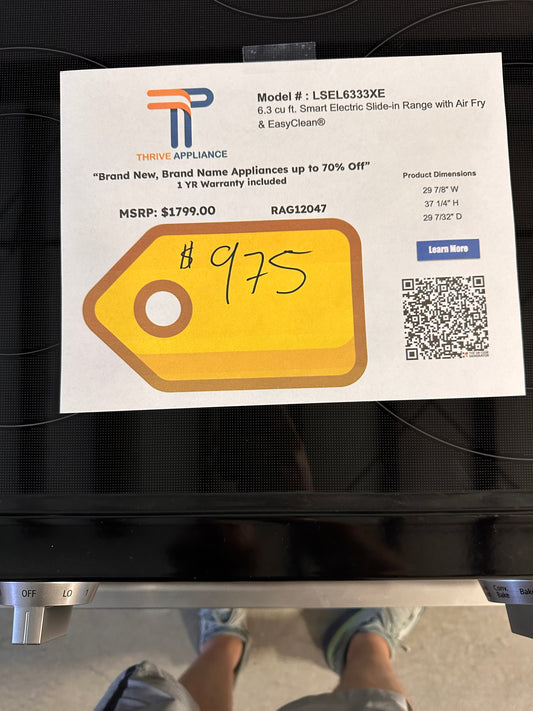 Model # : LSEL6333XE
6.3 cu ft. Smart Electric Slide-in Range with Air Fry
& EasyClean®
TP
THRIVE APPLIANCE
"Brand New, Brand Name Appliances up to 70% Off"
1 YR Warranty included
Product Dimensions
29 7/8" W
37 1/4" H
29 7/32" D
MSRP: $1799.00
RAG12047
Learn More
$975
OFF
LO
1
Conv.
Bake
Bake